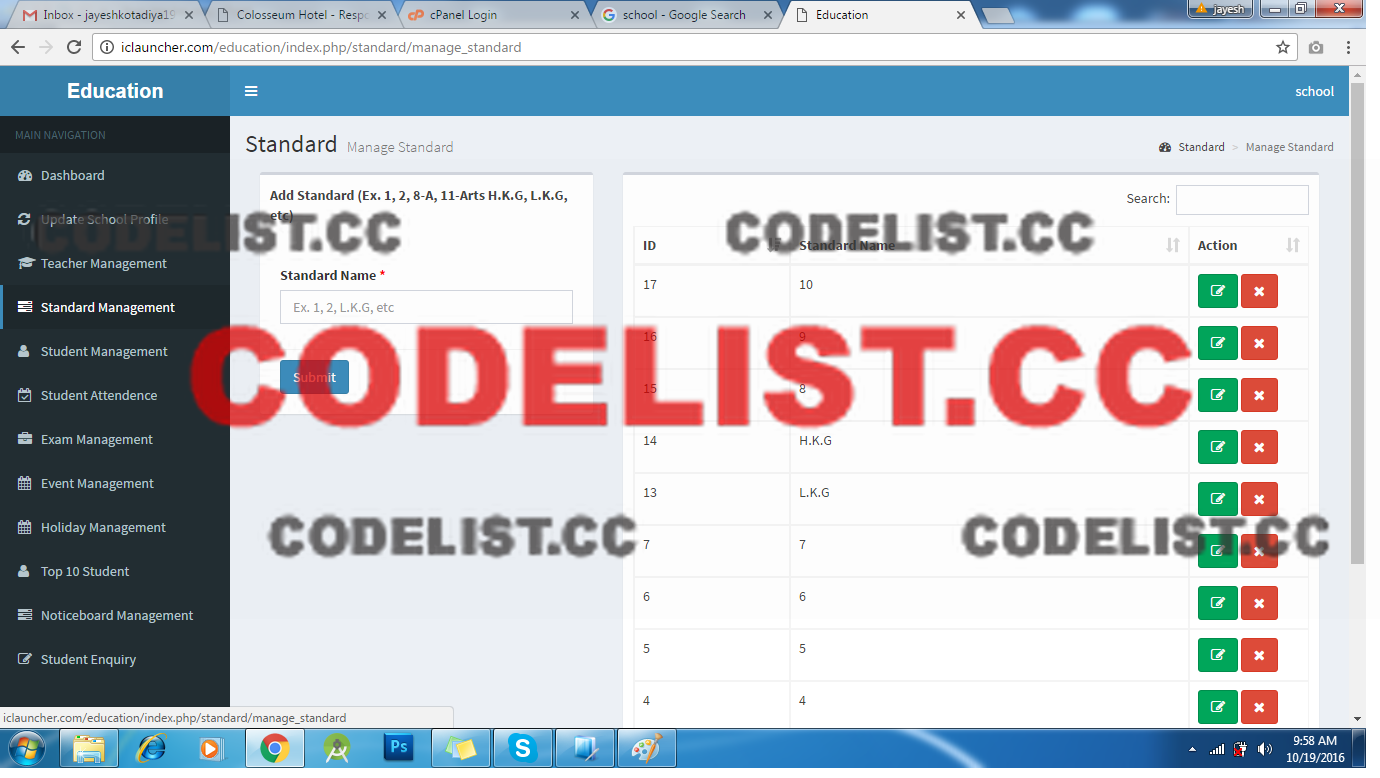 Inbox - jayeshkotadiya19
Colosseum Hotel - Respo
cPanel Login
school - Google Search
Education
jayesh
iclauncher.com/education/index.php/standard/manage_standard
Education
school
MAIN NAVIGATION
Dashboard
Update School Profile
Teacher Management
Standard Management
Student Management
Student Attendence
Exam Management
Event Management
Holiday Management
Top 10 Student
Noticeboard Management
Student Enquiry
Standard Manage Standard
Standard > Manage Standard
Add Standard (Ex. 1, 2, 8-A, 11-Arts H.K.G, L.K.G,
etc)
Standard Name *
Ex. 1, 2, L.K.G, etc
Submit
Search:
ID Standard Name Action
17 10
16 9
15 8
14 H.K.G
13 L.K.G
7 7
6 6
5 5
4 4
CODELIST.CC
CODELIST.CC
CODELIST.CC
CODELIST.CC
CODELIST.CC
iclauncher.com/education/index.php/standard/manage_standard
cP
Ps
S
9:58 AM
10/19/2016